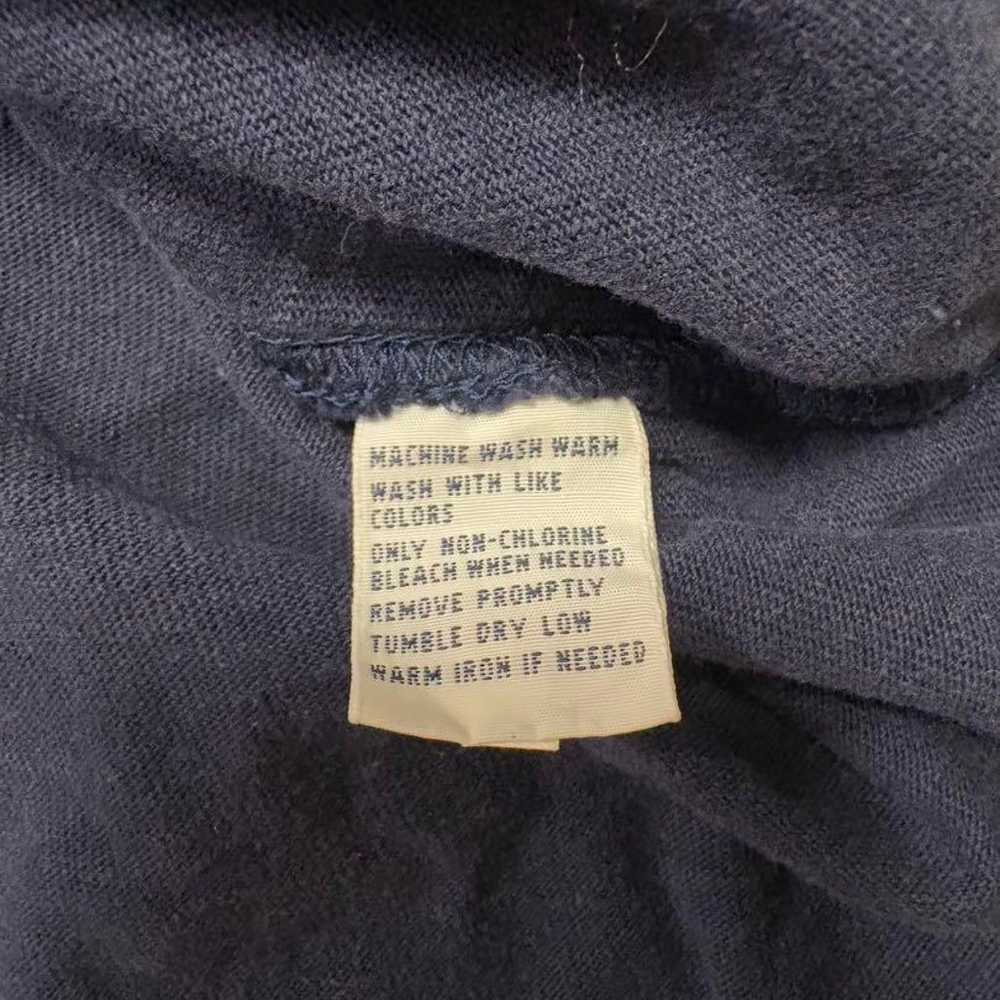 MACHINE WASH WARM
WASH WITH LIKE
COLORS
ONLY NON-CHLORINE
BLEACH WHEN NEEDED
REMOVE PROMPTLY
TUMBLE DRY LOW
WARM IRON IF NEEDED